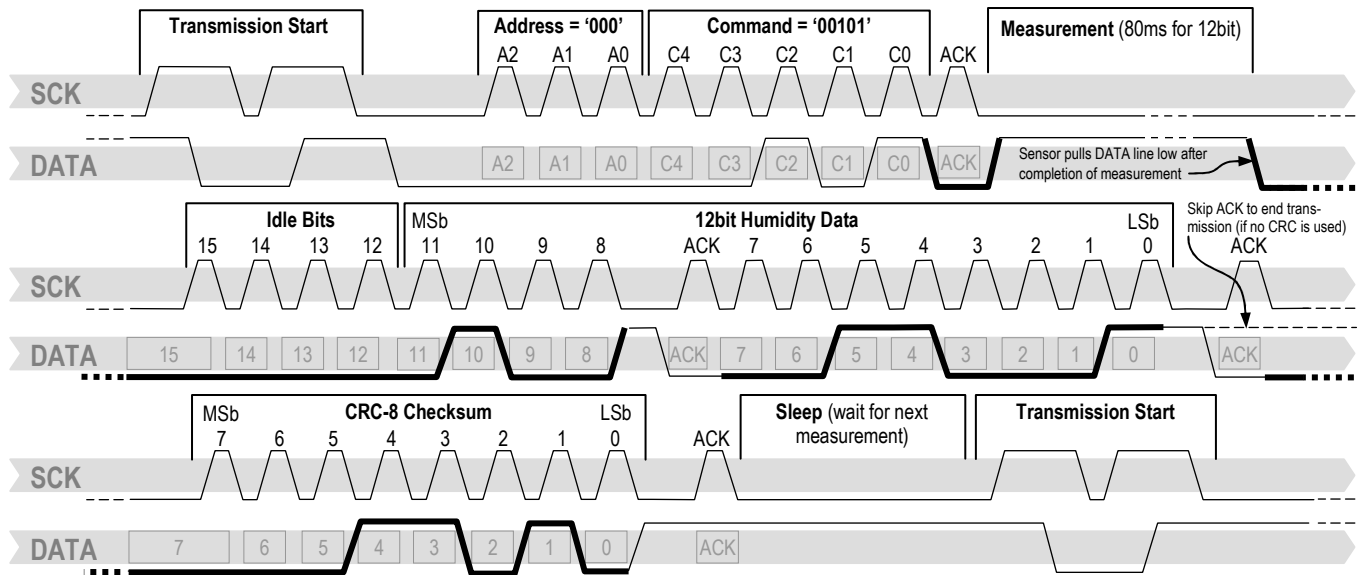 Transmission Start
Address = ‘000’
Command = ‘00101’
Measurement (80ms for 12bit)
A2 A1 A0 C4 C3 C2 C1 C0 ACK
SCK
DATA
A2 A1 A0 C4 C3 C2 C1 C0 ACK
Sensor pulls DATA line low after
completion of measurement
Idle Bits
MSb
12bit Humidity Data
LSb
Skip ACK to end trans-
mission (if no CRC is used)
15 14 13 12 11 10 9 8 ACK 7 6 5 4 3 2 1 0 ACK
SCK
DATA
15 14 13 12 11 10 9 8 ACK 7 6 5 4 3 2 1 0 ACK
MSb
CRC-8 Checksum
LSb
Sleep (wait for next
measurement)
Transmission Start
7 6 5 4 3 2 1 0 ACK
SCK
DATA
7 6 5 4 3 2 1 0 ACK